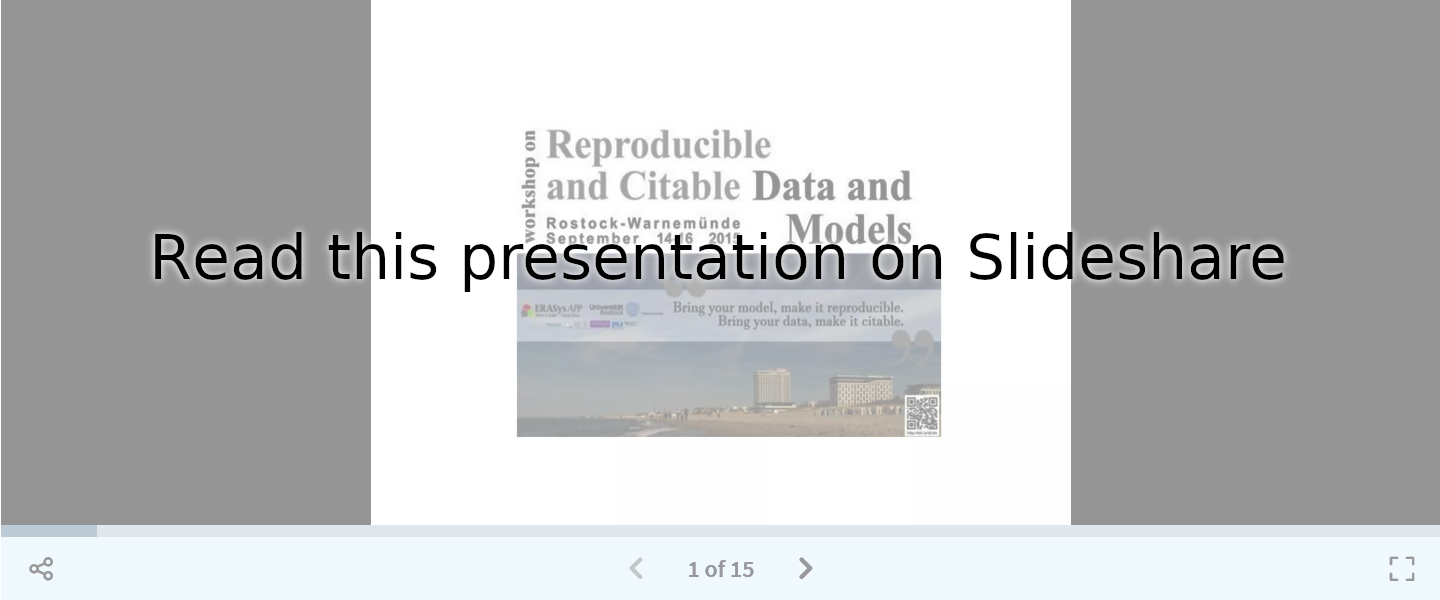 workshop on
Reproducible
and Citable Data and
Models
Rostock-Warnemünde
September 14-16 2015
Read this presentation on Slideshare
ERASysAPP
Universität
Rostock
Bring your model, make it reproducible.
Bring your data, make it citable.
1 of 15